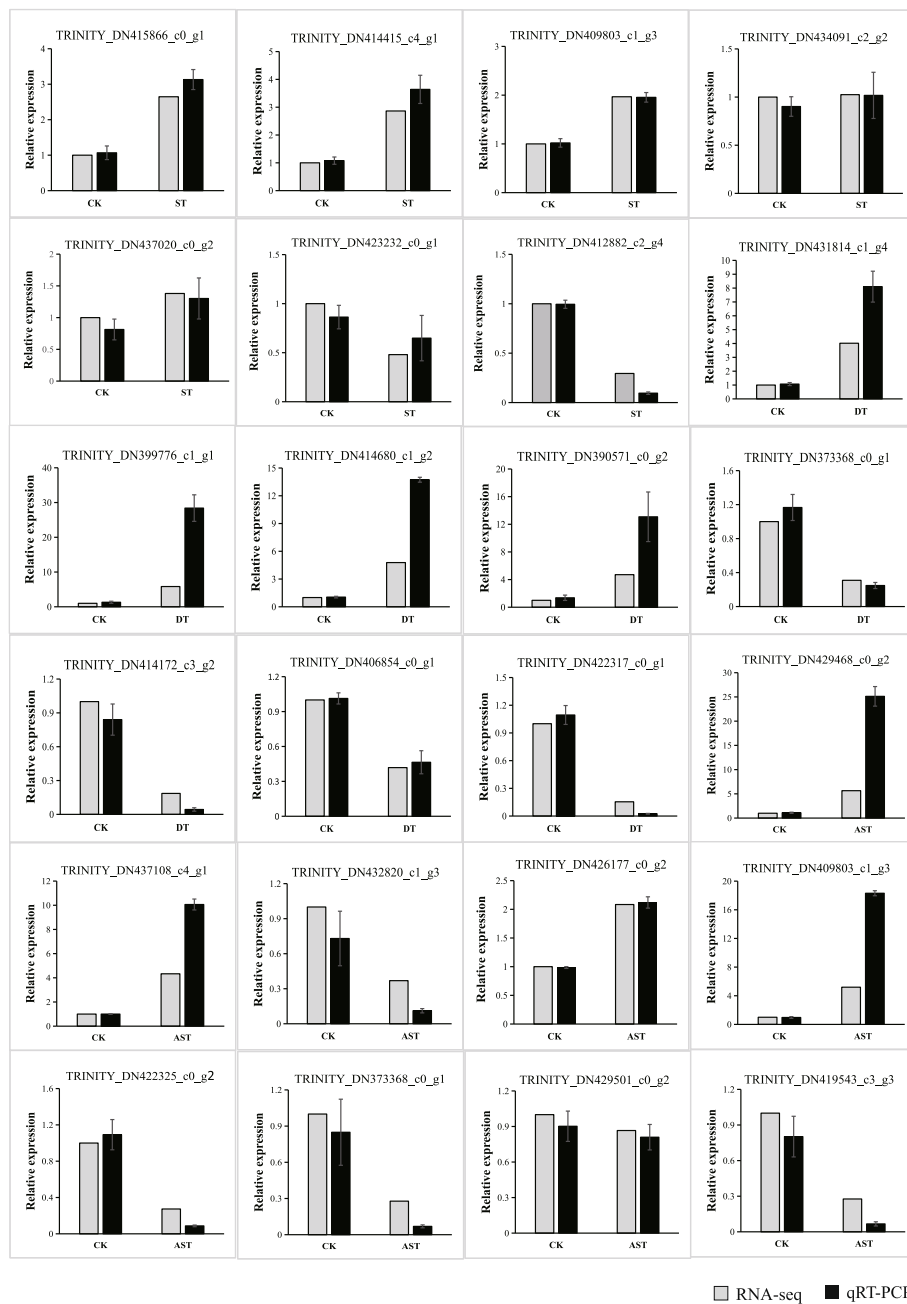 TRINITY_DN415866_c0_g1
Relative expression
4
3
2
1
0
CK ST
TRINITY_DN414415_c4_g1
Relative expression
5
4
3
2
1
0
CK ST
TRINITY_DN409803_c1_g3
Relative expression
3
2
1
0
CK ST
TRINITY_DN434091_c2_g2
Relative expression
1.5
1
0.5
0
CK ST
TRINITY_DN437020_c0_g2
Relative expression
2
1.5
1
0.5
0
CK ST
TRINITY_DN423232_c0_g1
Relative expression
1.5
1
0.5
0
CK ST
TRINITY_DN412882_c2_g4
Relative expression
1.5
1
0.5
0
CK ST
TRINITY_DN431814_c1_g4
Relative expression
10
9
8
7
6
5
4
3
2
1
0
CK DT
TRINITY_DN399776_c1_g1
Relative expression
40
30
20
10
0
CK DT
TRINITY_DN414680_c1_g2
Relative expression
15
12
9
6
3
0
CK DT
TRINITY_DN390571_c0_g2
Relative expression
20
16
12
8
4
0
CK DT
TRINITY_DN373368_c0_g1
Relative expression
1.6
1.2
0.8
0.4
0
CK DT
TRINITY_DN414172_c3_g2
Relative expression
1.2
0.9
0.6
0.3
0
CK DT
TRINITY_DN406854_c0_g1
Relative expression
1.2
0.9
0.6
0.3
0
CK DT
TRINITY_DN422317_c0_g1
Relative expression
1.5
1.2
0.9
0.6
0.3
0
CK DT
TRINITY_DN429468_c0_g2
Relative expression
30
25
20
15
10
5
0
CK AST
TRINITY_DN437108_c4_g1
Relative expression
12
10
8
6
4
2
0
CK AST
TRINITY_DN432820_c1_g3
Relative expression
1.2
0.9
0.6
0.3
0
CK AST
TRINITY_DN426177_c0_g2
Relative expression
2.5
2
1.5
1
0.5
0
CK AST
TRINITY_DN409803_c1_g3
Relative expression
20
16
12
8
4
0
CK AST
TRINITY_DN422325_c0_g2
Relative expression
1.6
1.2
0.8
0.4
0
CK AST
TRINITY_DN373368_c0_g1
Relative expression
1.2
0.9
0.6
0.3
0
CK AST
TRINITY_DN429501_c0_g2
Relative expression
1.2
0.9
0.6
0.3
0
CK AST
TRINITY_DN419543_c3_g3
Relative expression
1.2
0.9
0.6
0.3
0
CK AST
RNA-seq qRT-PCR